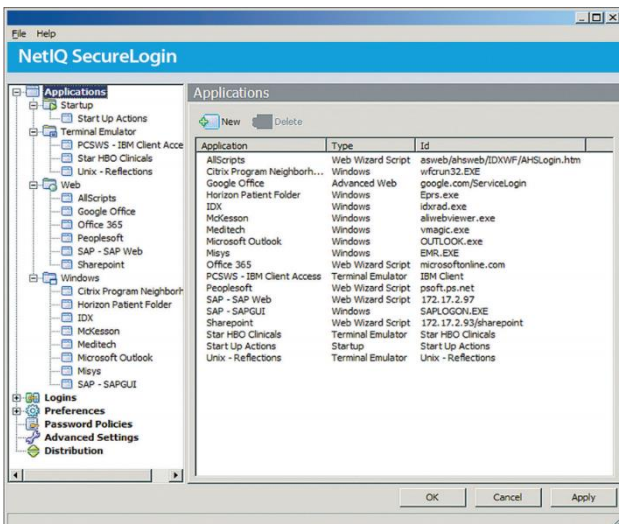 File Help
NetIQ SecureLogin
Applications
Startup
Start Up Actions
Terminal Emulator
PCSWS - IBM Client Acce
Star HBO Clinicals
Unix - Reflections
Web
AllScripts
Google Office
Office 365
Peoplesoft
SAP - SAP Web
Sharepoint
Windows
Citrix Program Neighborh
Horizon Patient Folder
IDX
McKesson
Meditech
Microsoft Outlook
Misys
SAP - SAPGUI
Logins
Preferences
Password Policies
Advanced Settings
Distribution
Applications
New Delete
Application Type Id
AllScripts Web Wizard Script asweb/ahsweb/IDXWF/AHSLogin.htm
Citrix Program Neighborh... Windows wfcrun32.EXE
Google Office Advanced Web google.com/ServiceLogin
Horizon Patient Folder Windows Eprs.exe
IDX Windows idxrad.exe
McKesson Windows aliwebviewer.exe
Meditech Windows vmagic.exe
Microsoft Outlook Windows OUTLOOK.exe
Misys Windows EMR.EXE
Office 365 Web Wizard Script microsoftonline.com
PCSWS - IBM Client Access Terminal Emulator IBM Client
Peoplesoft Web Wizard Script psoft.ps.net
SAP - SAP Web Web Wizard Script 172.17.2.97
SAP - SAPGUI Windows SAPLOGON.EXE
Sharepoint Web Wizard Script 172.17.2.93/sharepoint
Star HBO Clinicals Terminal Emulator Star HBO Clinicals
Start Up Actions Startup Start Up Actions
Unix - Reflections Terminal Emulator Unix - Reflections
OK Cancel Apply